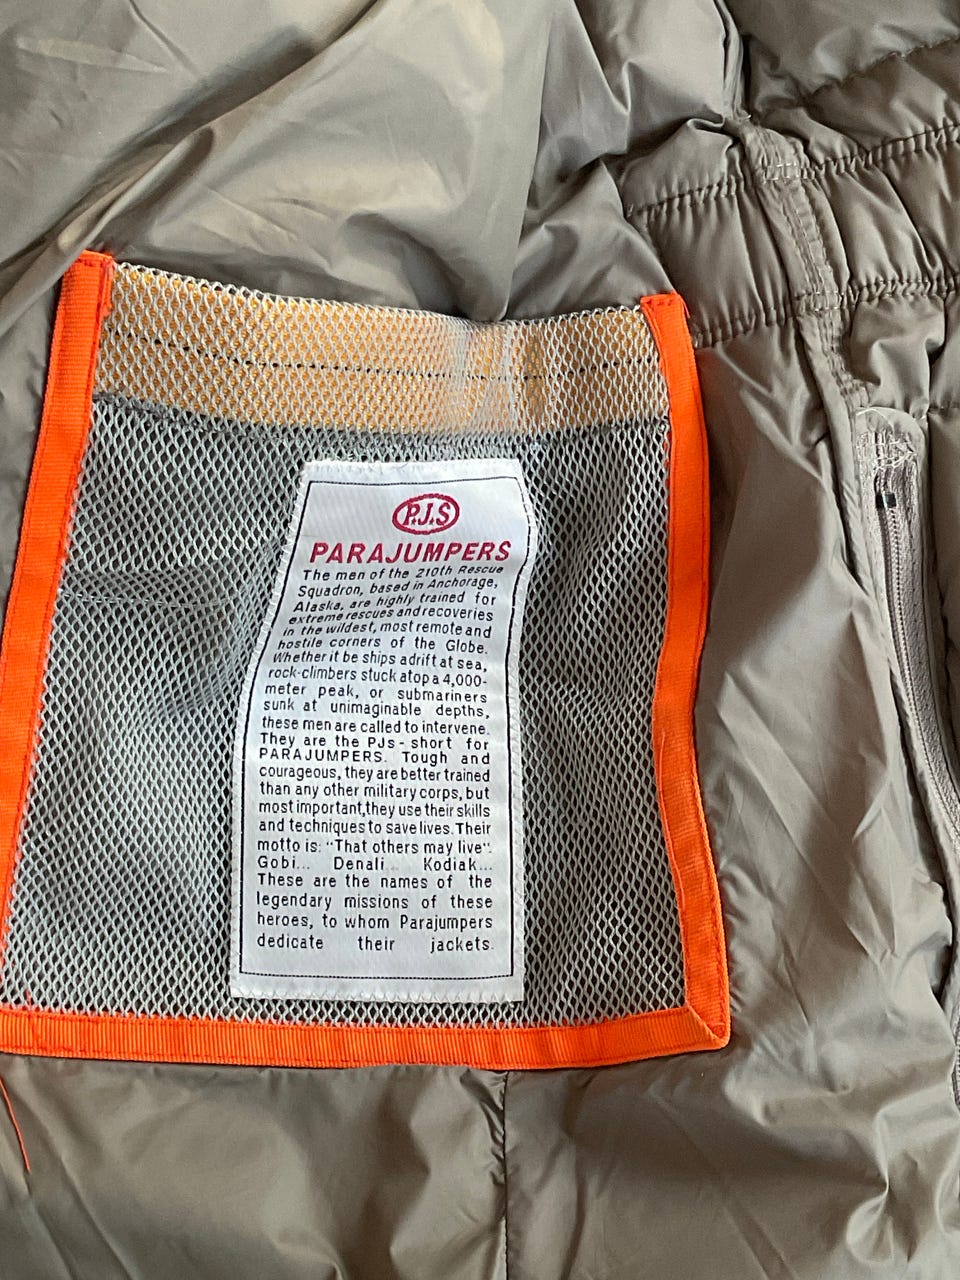 P.J.S
PARAJUMPERS
The men of the 210th Rescue
Squadron, based in Anchorage,
Alaska, are highly trained for
extreme rescues and recoveries
in the wildest, most remote and
hostile corners of the Globe.
Whether it be ships adrift at sea,
rock-climbers stuck atop a 4,000-
meter peak, or submariners
sunk at unimaginable depths,
these men are called to intervene.
They are the PJs - short for
PARAJUMPERS. Tough and
courageous, they are better trained
than any other military corps, but
most important,they use their skills
and techniques to save lives. Their
motto is: "That others may live".
Gobi... Denali... Kodiak...
These are the names of the
legendary missions of these
heroes, to whom Parajumpers
dedicate their jackets.